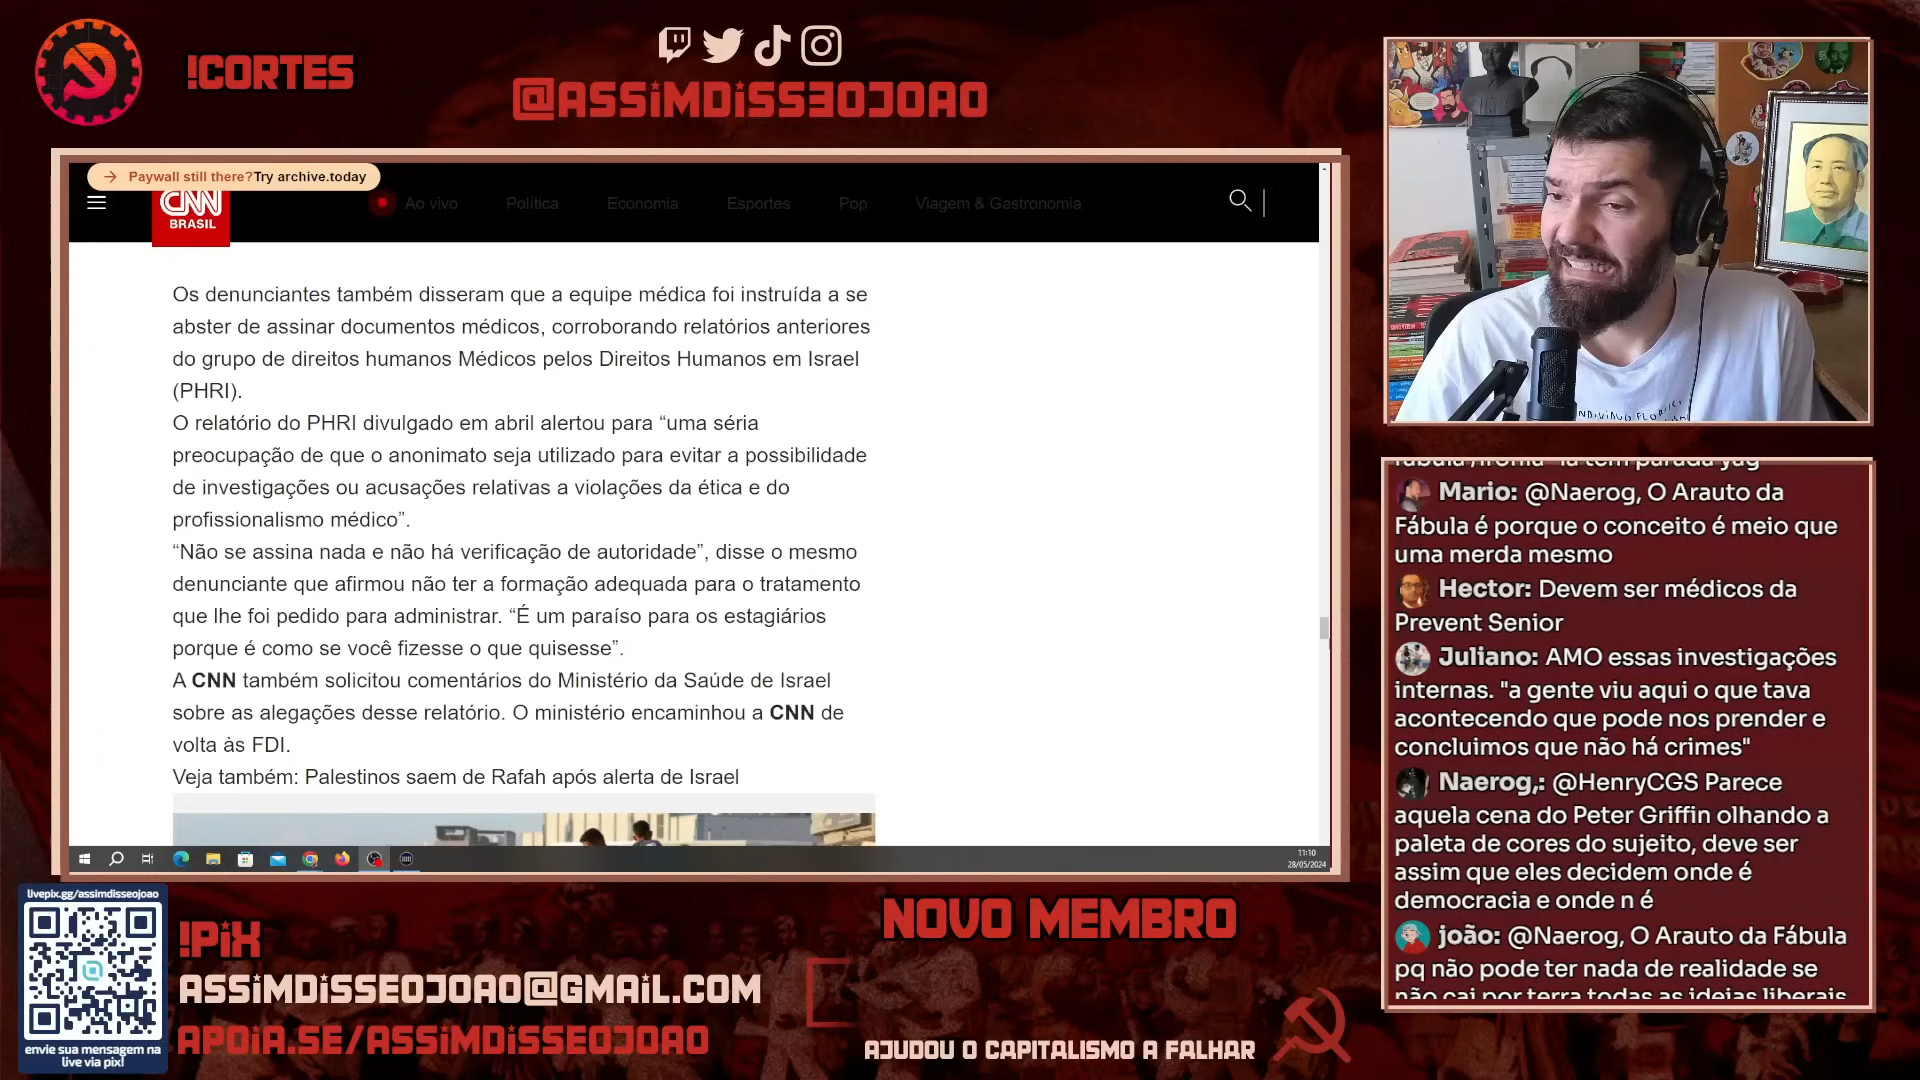 !CORTES
@ASSIMDISSEOJOAO
Paywall still there? Try archive.today
CNN
BRASIL
Ao vivo
Política
Economia
Esportes
Pop
Viagem & Gastronomia
Os denunciantes também disseram que a equipe médica foi instruída a se
abster de assinar documentos médicos, corroborando relatórios anteriores
do grupo de direitos humanos Médicos pelos Direitos Humanos em Israel
(PHRI).
O relatório do PHRI divulgado em abril alertou para “uma séria
preocupação de que o anonimato seja utilizado para evitar a possibilidade
de investigações ou acusações relativas a violações da ética e do
profissionalismo médico”.
“Não se assina nada e não há verificação de autoridade”, disse o mesmo
denunciante que afirmou não ter a formação adequada para o tratamento
que lhe foi pedido para administrar. “É um paraíso para os estagiários
porque é como se você fizesse o que quisesse”.
A CNN também solicitou comentários do Ministério da Saúde de Israel
sobre as alegações desse relatório. O ministério encaminhou a CNN de
volta às FDI.
Veja também: Palestinos saem de Rafah após alerta de Israel
11:10
28/05/2024
Mario: @Naerog, O Arauto da
Fábula é porque o conceito é meio que
uma merda mesmo
Hector: Devem ser médicos da
Prevent Senior
Juliano: AMO essas investigações
internas. "a gente viu aqui o que tava
acontecendo que pode nos prender e
concluimos que não há crimes"
Naerog,: @HenryCGS Parece
aquela cena do Peter Griffin olhando a
paleta de cores do sujeito, deve ser
assim que eles decidem onde é
democracia e onde n é
joão: @Naerog, O Arauto da Fábula
pq não pode ter nada de realidade se
não cai por terra todas as ideias liberais
livepix.gg/assimdisseojoao
envie sua mensagem na
live via pix!
!PIX
ASSIMDISSEOJOAO@GMAIL.COM
APOIA.SE/ASSIMDISSEOJOAO
NOVO MEMBRO
AJUDOU O CAPITALISMO A FALHAR